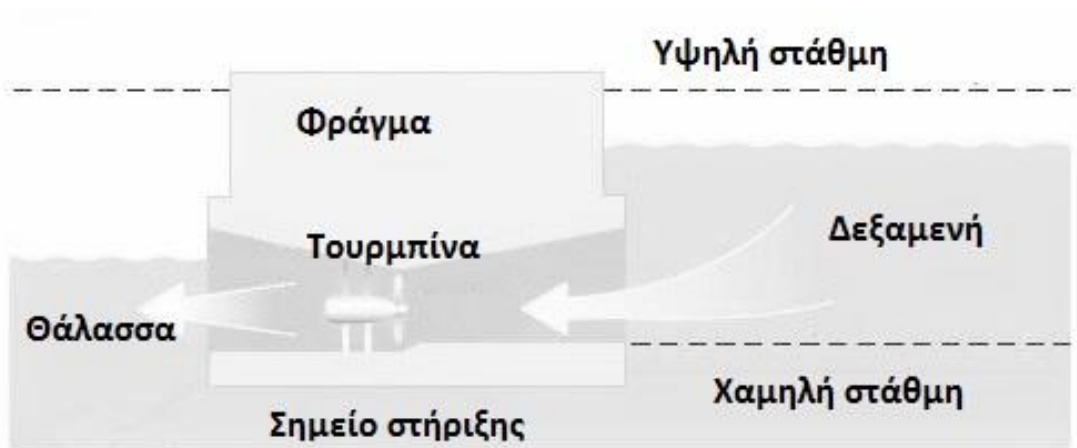 Υψηλή στάθμη
Φράγμα
Τουρμπίνα
Δεξαμενή
Θάλασσα
Χαμηλή στάθμη
Σημείο στήριξης